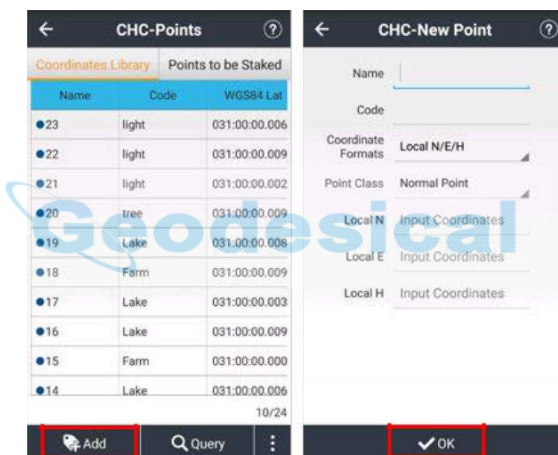 CHC-Points
?
Coordinates Library Points to be Staked
Name Code WGS84 Lat
23 light 031:00:00.006
22 light 031:00:00.009
21 light 031:00:00.002
20 tree 031:00:00.009
19 Lake 031:00:00.008
18 Farm 031:00:00.009
17 Lake 031:00:00.003
16 Lake 031:00:00.009
15 Farm 031:00:00.000
14 Lake 031:00:00.006
10/24
Add Query
CHC-New Point
?
Name
Code
Coordinate
Formats Local N/E/H
Point Class Normal Point
Local N Input Coordinates
Local E Input Coordinates
Local H Input Coordinates
OK
Geodesical